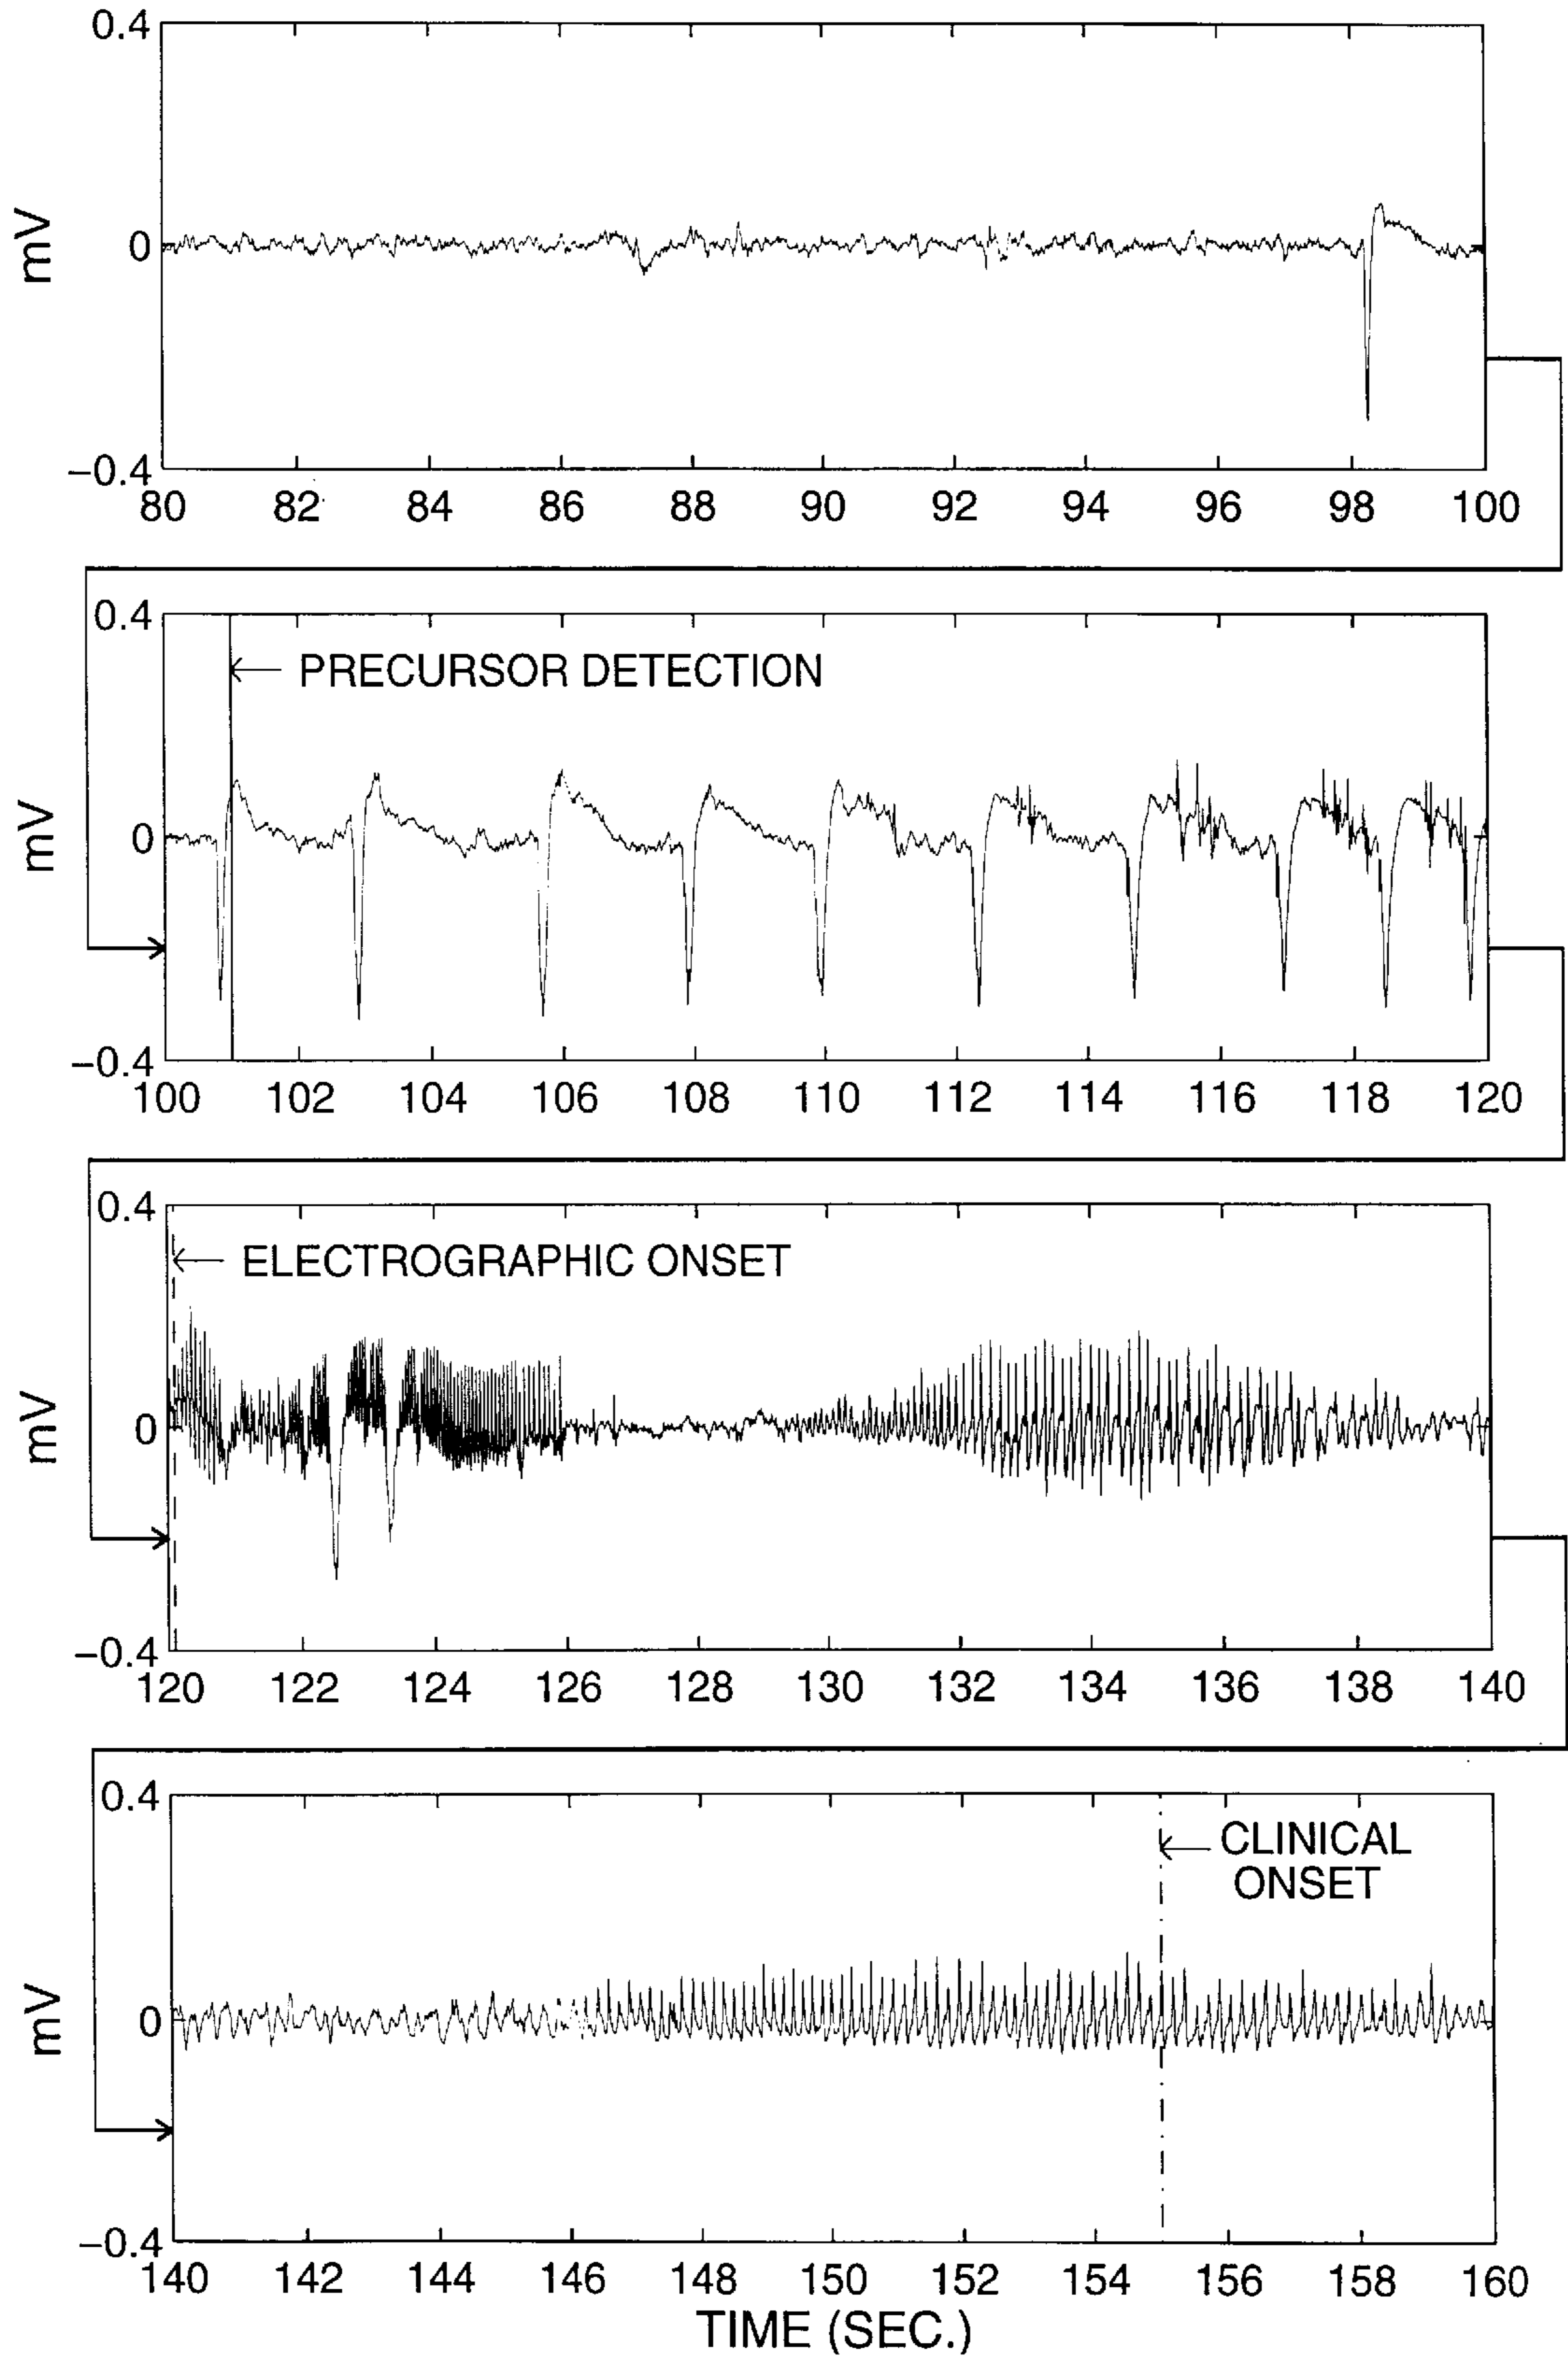 0.4
mV
0
−0.4
80 82 84 86 88 90 92 94 96 98 100
0.4
PRECURSOR DETECTION
mV
0
−0.4
100 102 104 106 108 110 112 114 116 118 120
0.4
ELECTROGRAPHIC ONSET
mV
0
−0.4
120 122 124 126 128 130 132 134 136 138 140
0.4
CLINICAL
ONSET
mV
0
−0.4
140 142 144 146 148 150 152 154 156 158 160
TIME (SEC.)